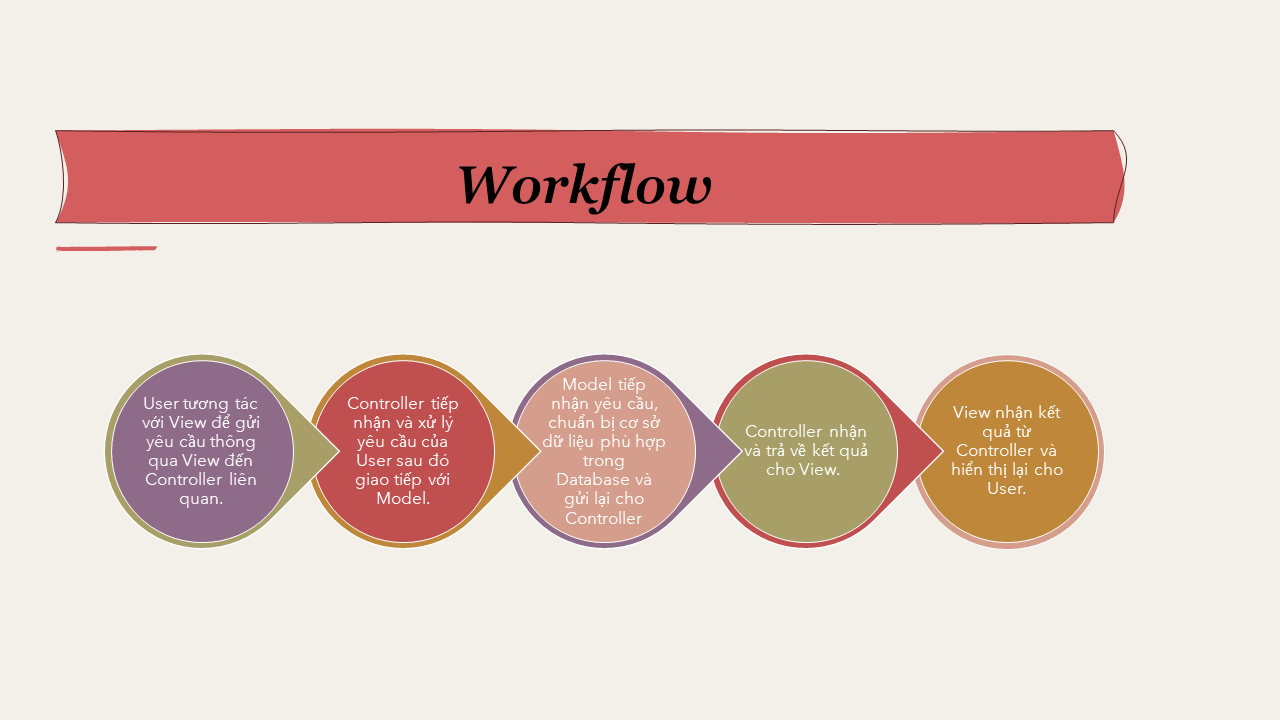 Workflow
User tương tác
với View để gửi
yêu cầu thông
qua View đến
Controller liên
quan.
Controller tiếp
nhận và xử lý
yêu cầu của
User sau đó
giao tiếp với
Model.
Model tiếp
nhận yêu cầu,
chuẩn bị cơ sở
dữ liệu phù hợp
trong
Database và
gửi lại cho
Controller
Controller nhận
và trả về kết quả
cho View.
View nhận kết
quả từ
Controller và
hiển thị lại cho
User.